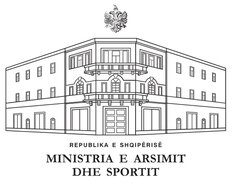 REPUBLIKA E SHQIPËRISË
MINISTRIA E ARSIMIT
DHE SPORTIT